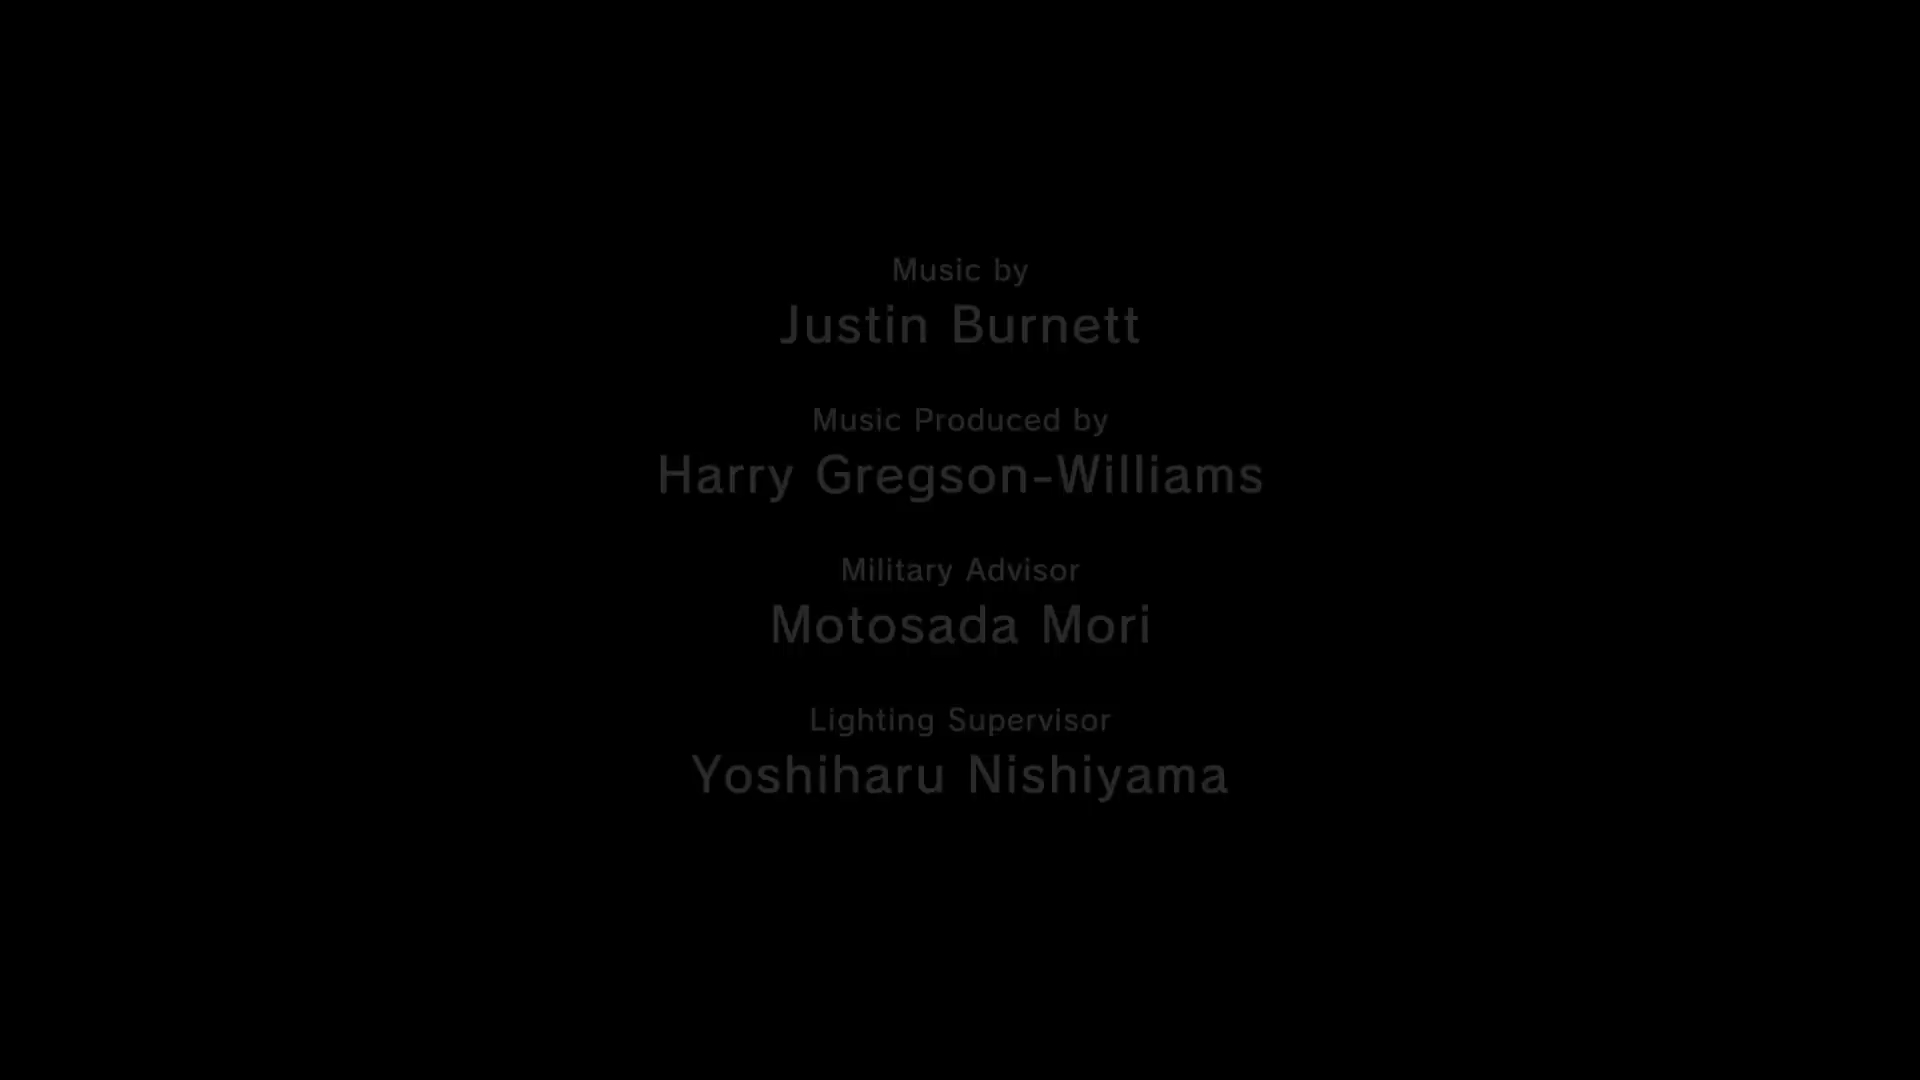 Music by
Justin Burnett
Music Produced by
Harry Gregson-Williams
Military Advisor
Motosada Mori
Lighting Supervisor
Yoshiharu Nishiyama